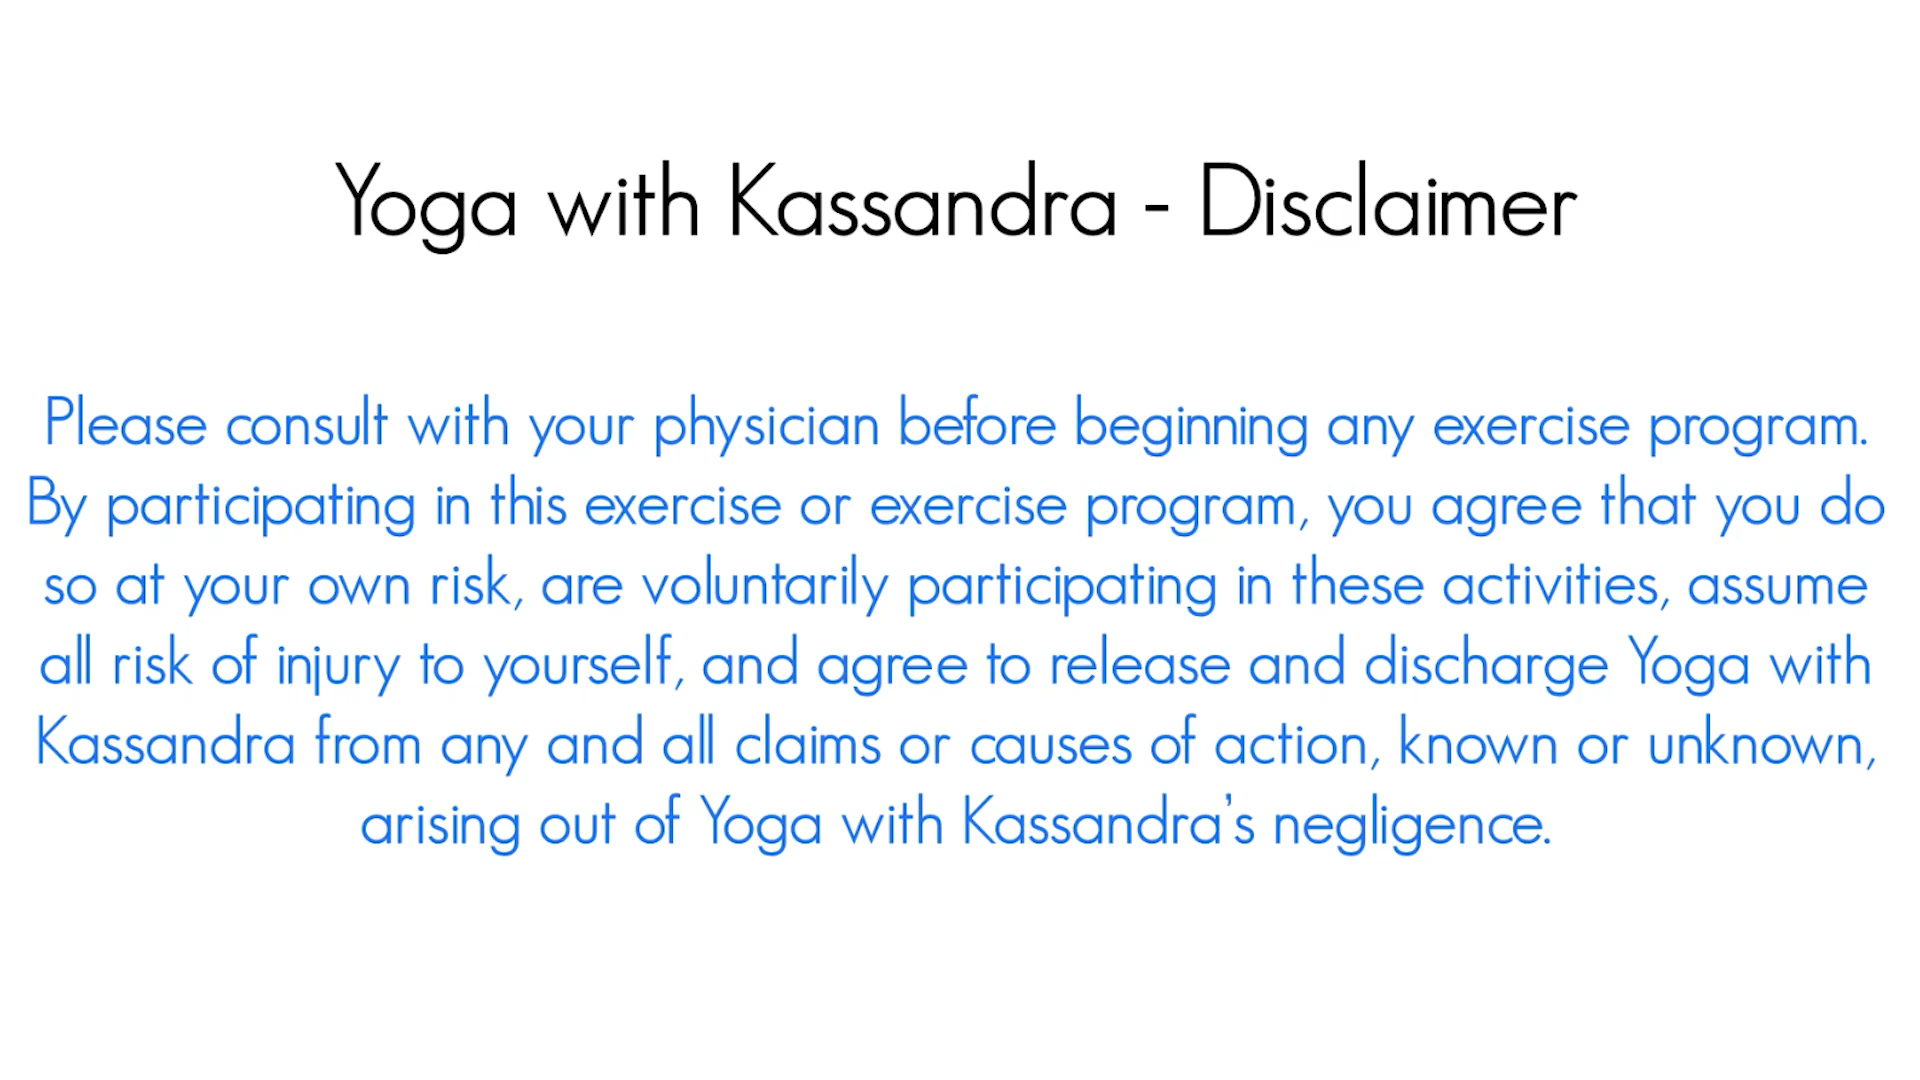 Yoga with Kassandra - Disclaimer
Please consult with your physician before beginning any exercise program.
By participating in this exercise or exercise program, you agree that you do
so at your own risk, are voluntarily participating in these activities, assume
all risk of injury to yourself, and agree to release and discharge Yoga with
Kassandra from any and all claims or causes of action, known or unknown,
arising out of Yoga with Kassandra's negligence.